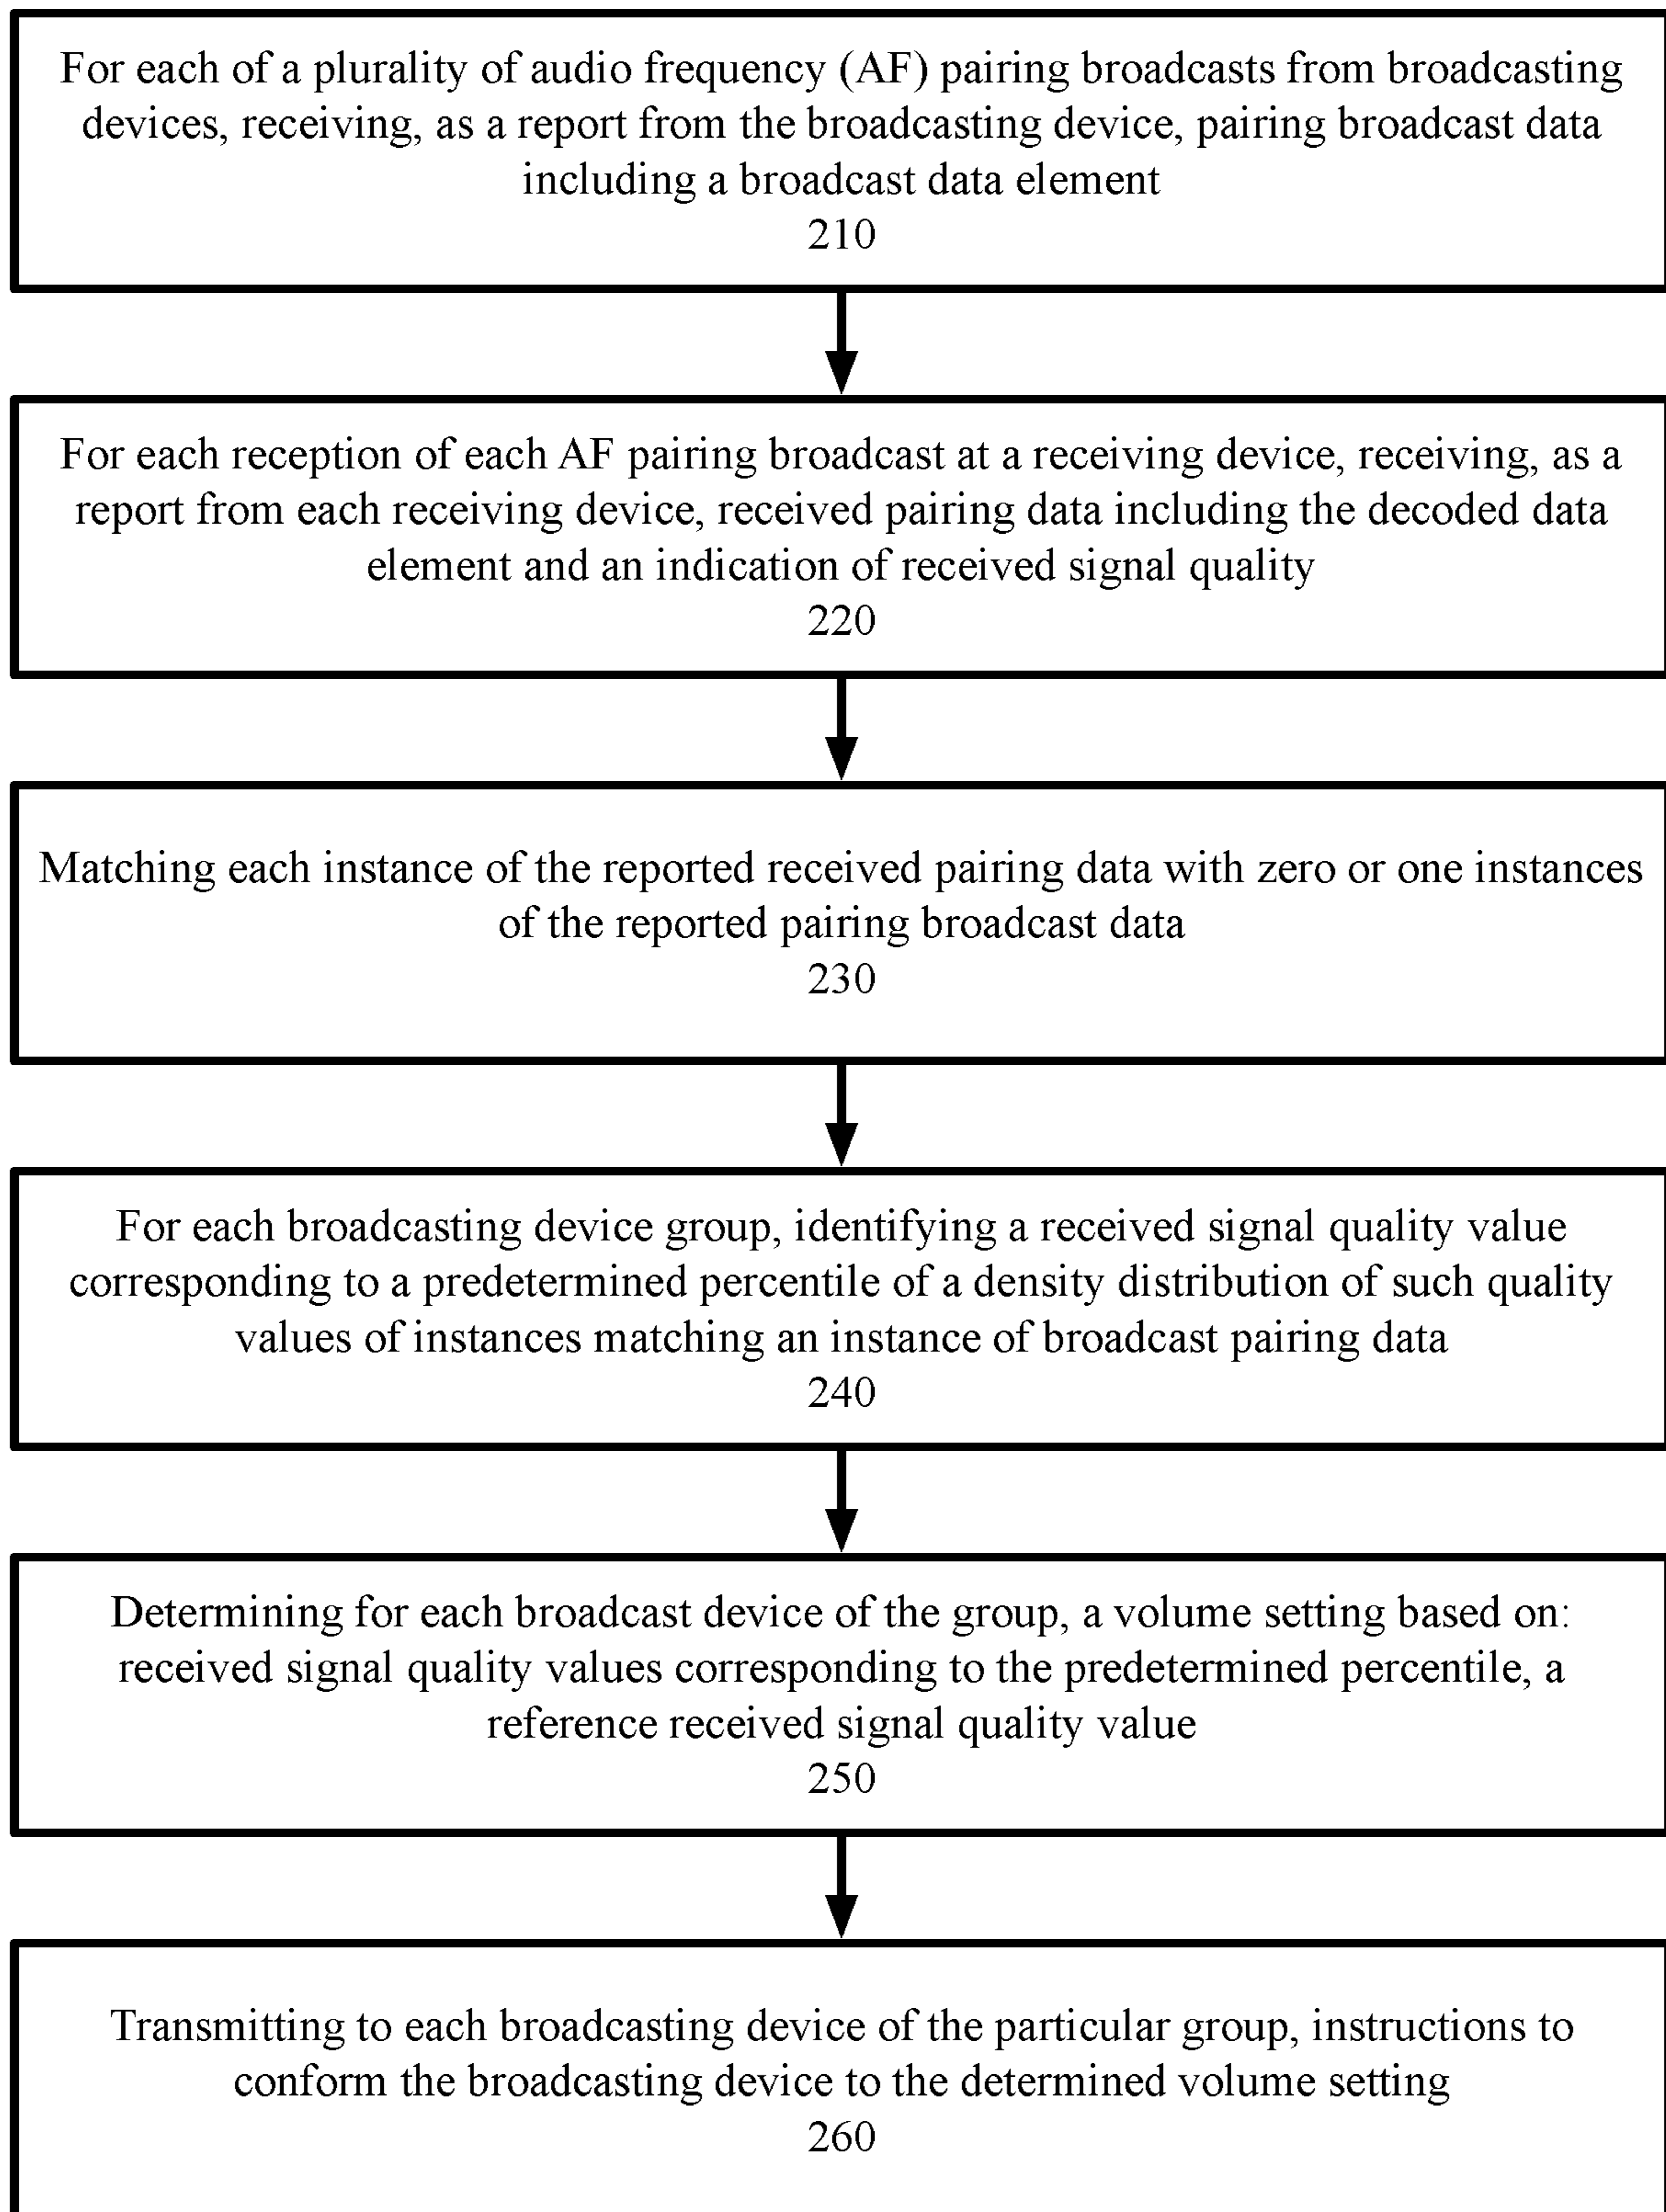 For each of a plurality of audio frequency (AF) pairing broadcasts from broadcasting
devices, receiving, as a report from the broadcasting device, pairing broadcast data
including a broadcast data element
210
For each reception of each AF pairing broadcast at a receiving device, receiving, as a
report from each receiving device, received pairing data including the decoded data
element and an indication of received signal quality
220
Matching each instance of the reported received pairing data with zero or one instances
of the reported pairing broadcast data
230
For each broadcasting device group, identifying a received signal quality value
corresponding to a predetermined percentile of a density distribution of such quality
values of instances matching an instance of broadcast pairing data
240
Determining for each broadcast device of the group, a volume setting based on:
received signal quality values corresponding to the predetermined percentile, a
reference received signal quality value
250
Transmitting to each broadcasting device of the particular group, instructions to
conform the broadcasting device to the determined volume setting
260